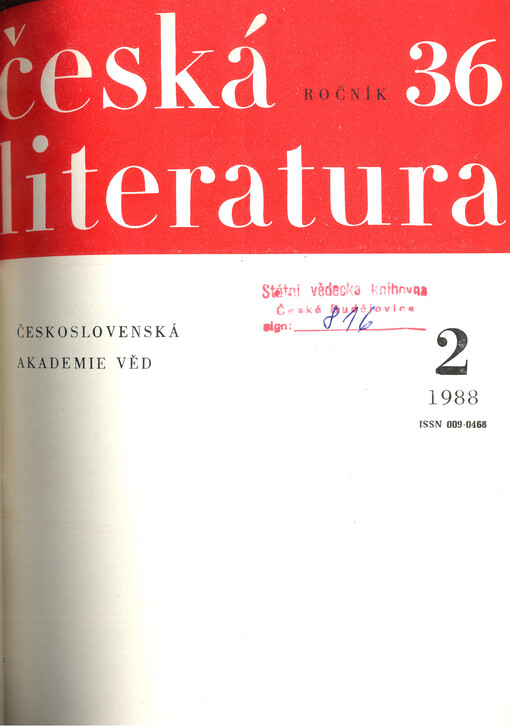 česká ROČNÍK 36
literatura
Státní vědecká knihovna
České Budějovice
sign: 816
ČESKOSLOVENSKÁ
AKADEMIE VĚD
2
1988
ISSN 009-0468